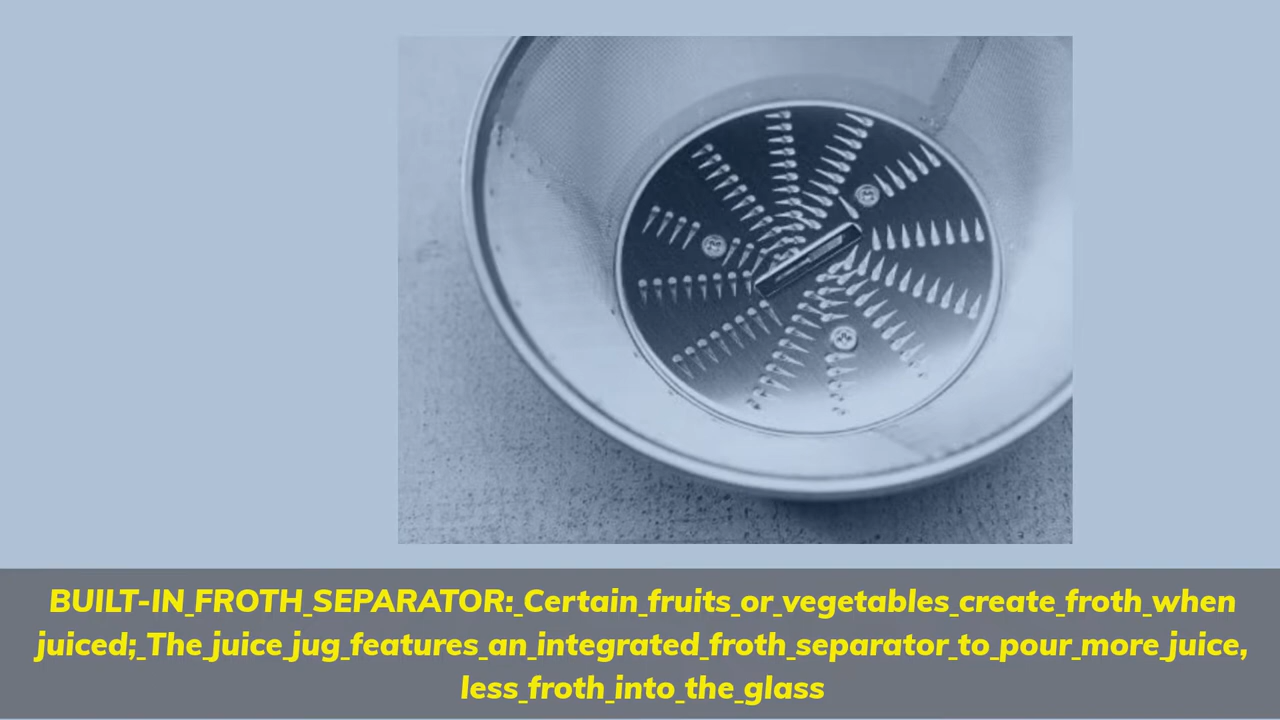 BUILT-IN_FROTH_SEPARATOR:_Certain_fruits_or_vegetables_create_froth_when
juiced;_The_juice_jug_features_an_integrated_froth_separator_to_pour_more_juice,
less_froth_into_the_glass